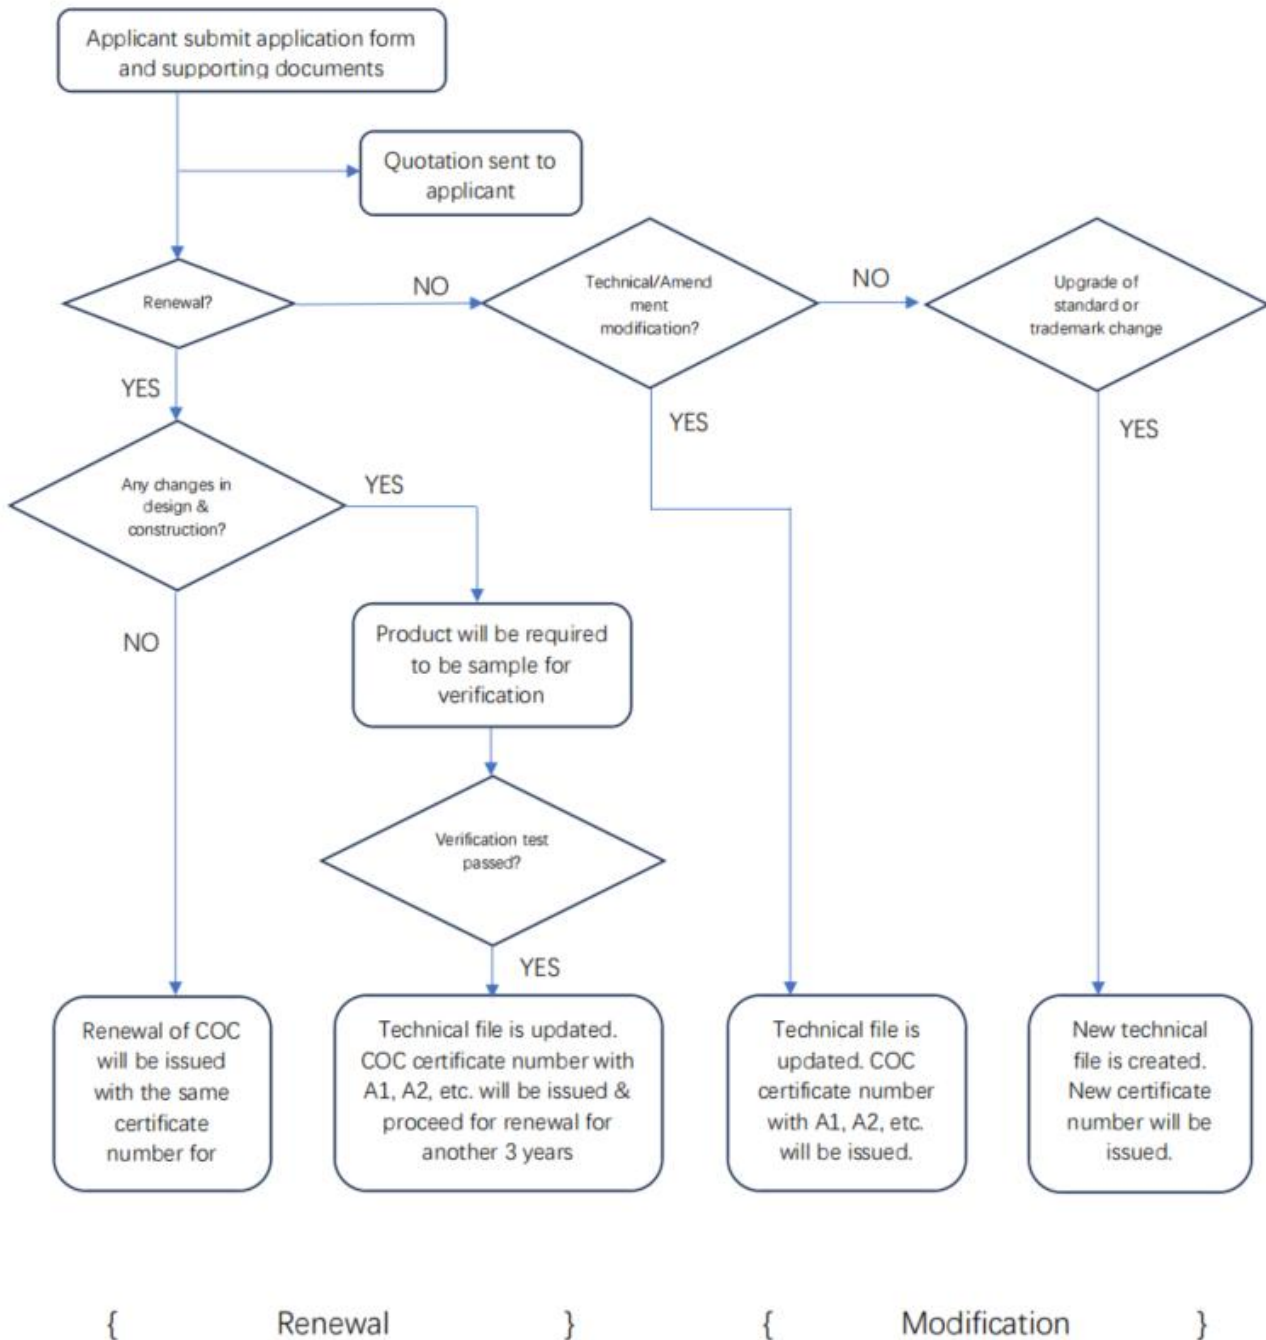 Applicant submit application form
and supporting documents
Quotation sent to
applicant
Renewal?
NO
Technical/Amend
ment
modification?
NO
Upgrade of
standard or
trademark change
YES
YES
YES
Any changes in
design &
construction?
YES
NO
Product will be required
to be sample for
verification
Verification test
passed?
YES
Renewal of COC
will be issued
with the same
certificate
number for
Technical file is updated.
COC certificate number with
A1, A2, etc. will be issued &
proceed for renewal for
another 3 years
Technical file is
updated. COC
certificate number
with A1, A2, etc.
will be issued.
New technical
file is created.
New certificate
number will be
issued.
{ Renewal }
{ Modification }